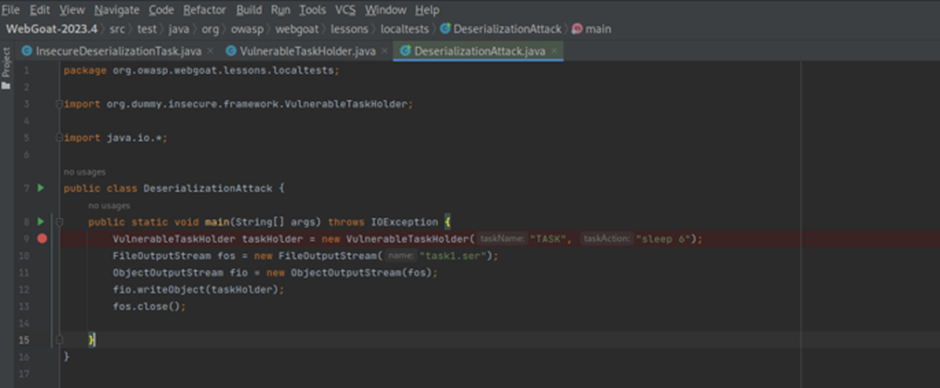 File Edit View Navigate Code Refactor Build Run Tools VCS Window Help
WebGoat-2023.4 src test java org owasp webgoat lessons localtests DeserializationAttack main
InsecureDeserializationTask.java × VulnerableTaskHolder.java × DeserializationAttack.java ×
Project
1 package org.owasp.webgoat.lessons.localtests;
2
3 import org.dummy.insecure.framework.VulnerableTaskHolder;
4
5 import java.io.*;
6
no usages
7 public class DeserializationAttack {
no usages
8 public static void main(String[] args) throws IOException {
9 VulnerableTaskHolder taskHolder = new VulnerableTaskHolder( taskName: "TASK", taskAction: "sleep 6");
10 FileOutputStream fos = new FileOutputStream( name: "task1.ser");
11 ObjectOutputStream fio = new ObjectOutputStream(fos);
12 fio.writeObject(taskHolder);
13 fos.close();
14
15 }
16 }
17